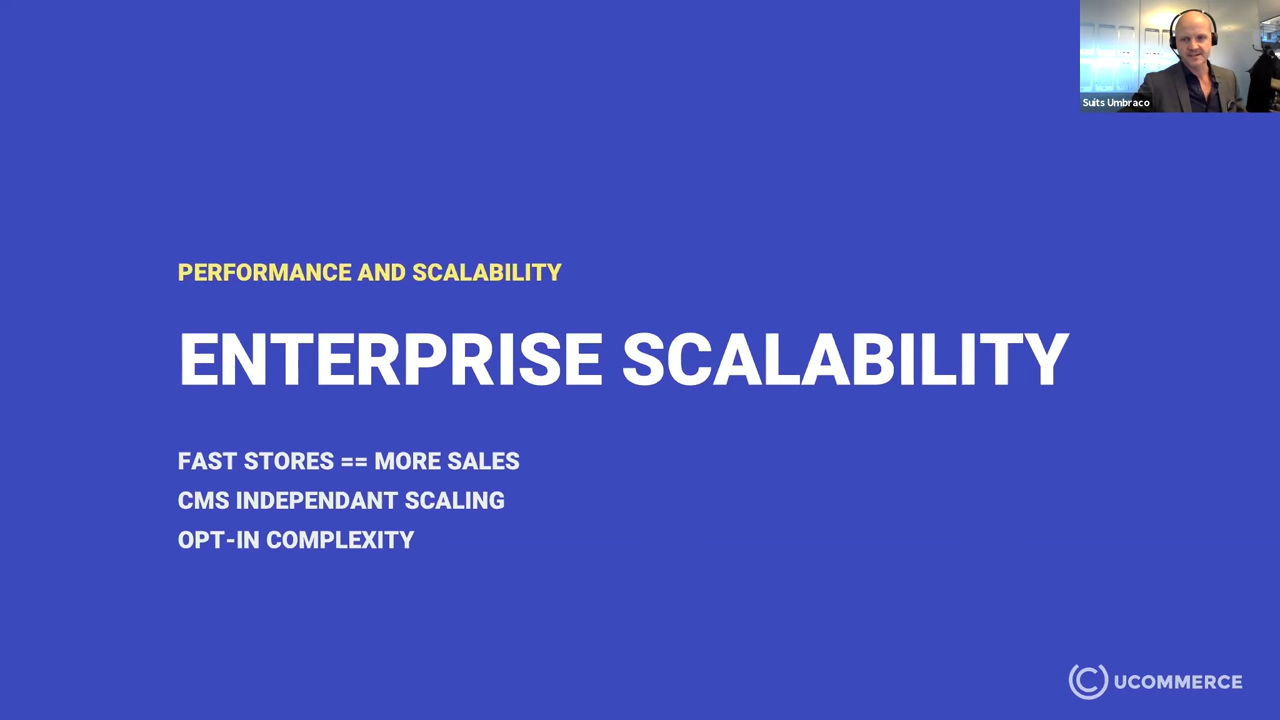 Suits Umbraco
PERFORMANCE AND SCALABILITY
ENTERPRISE SCALABILITY
FAST STORES == MORE SALES
CMS INDEPENDANT SCALING
OPT-IN COMPLEXITY
UCOMMERCE